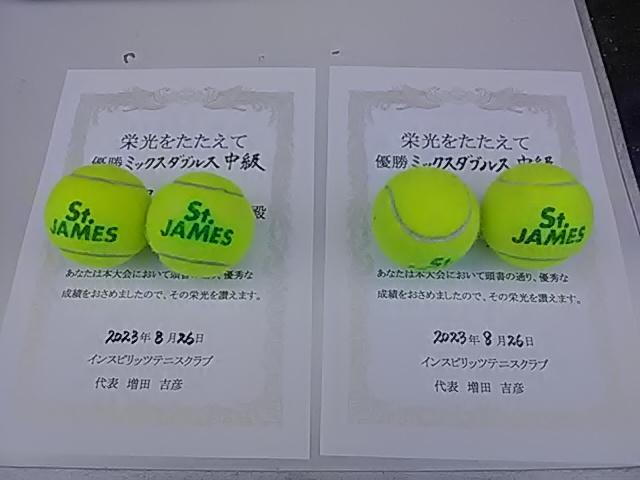 栄光をたたえて
優勝 ミックスダブルス 中級
殿
St.
JAMES
St.
JAMES
あなたは本大会において頭書の通り、優秀な
成績をおさめましたので、その栄光を讃えます。
2023年8月26日
インスピリッツテニスクラブ
代表 増田 吉彦
栄光をたたえて
優勝 ミックスダブルス 中級
St.
St.
JAMES
あなたは本大会において頭書の通り、優秀な
成績をおさめましたので、その栄光を讃えます。
2023年8月26日
インスピリッツテニスクラブ
代表 増田 吉彦